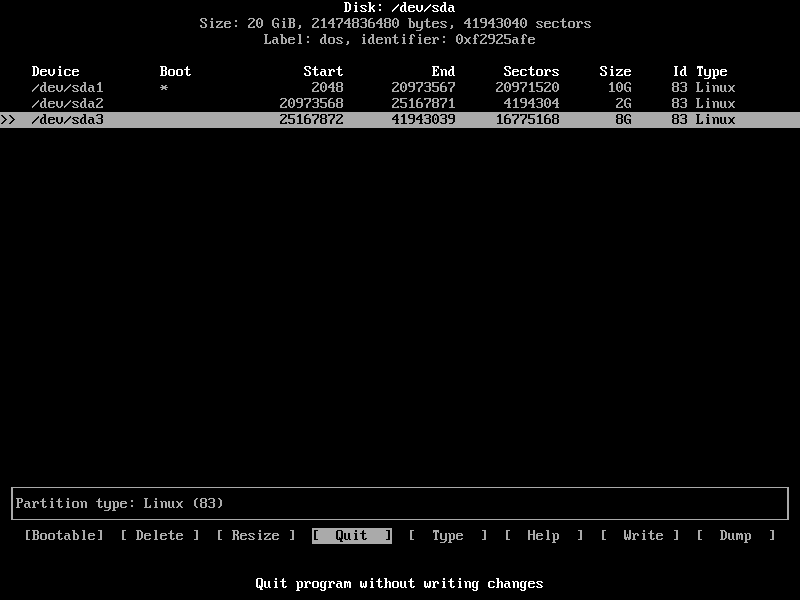 Disk: /dev/sda
Size: 20 GiB, 21474836480 bytes, 41943040 sectors
Label: dos, identifier: 0xf2925afe
Device Boot Start End Sectors Size Id Type
/dev/sda1 * 2048 20973567 20971520 10G 83 Linux
/dev/sda2 20973568 25167871 4194304 2G 83 Linux
>> /dev/sda3 25167872 41943039 16775168 8G 83 Linux
Partition type: Linux (83)
[Bootable] [ Delete ] [ Resize ] [ Quit ] [ Type ] [ Help ] [ Write ] [ Dump ]
Quit program without writing changes